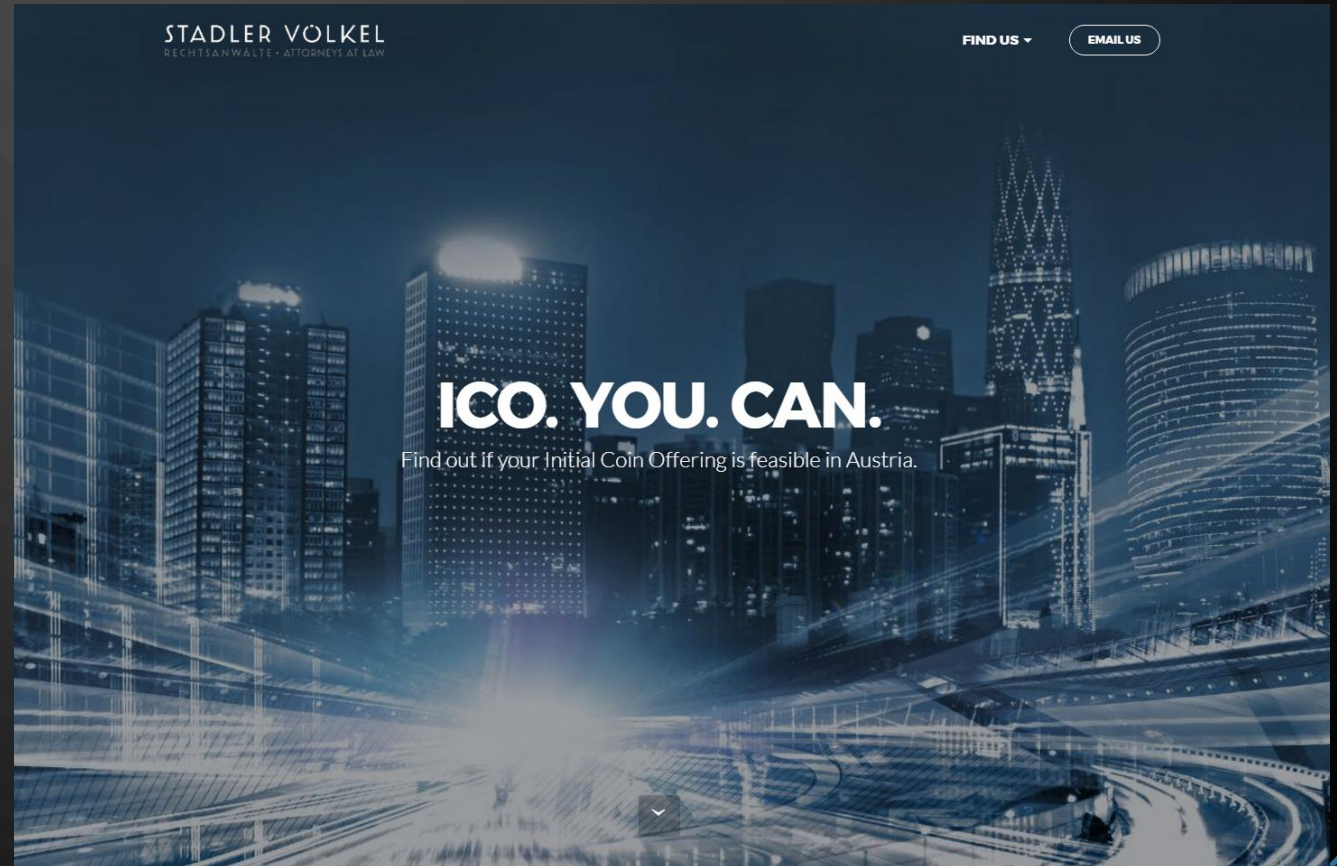 STADLER VÖLKEL
RECHTSANWÄLTE - ATTORNEYS AT LAW
FIND US
EMAIL US
ICO. YOU. CAN.
Find out if your Initial Coin Offering is feasible in Austria.